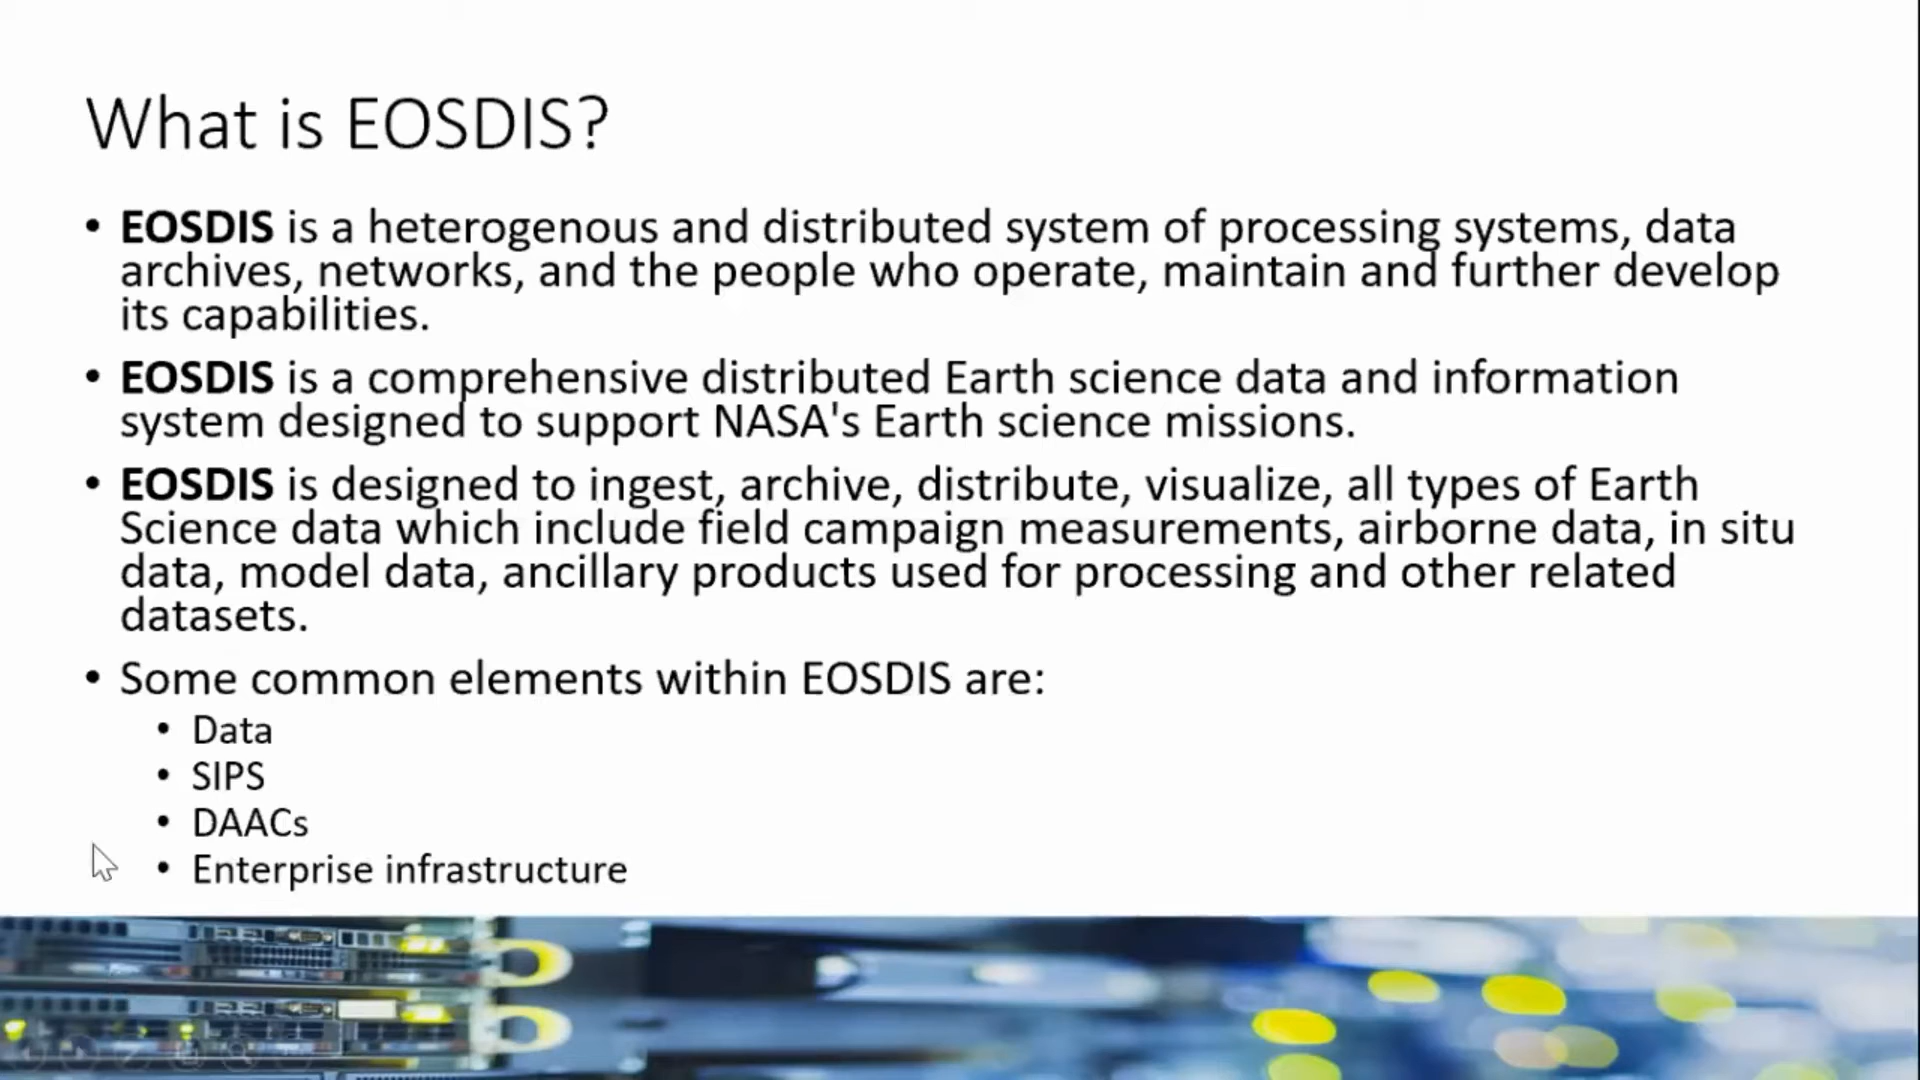 What is EOSDIS?
• EOSDIS is a heterogenous and distributed system of processing systems, data
archives, networks, and the people who operate, maintain and further develop
its capabilities.
• EOSDIS is a comprehensive distributed Earth science data and information
system designed to support NASA's Earth science missions.
• EOSDIS is designed to ingest, archive, distribute, visualize, all types of Earth
Science data which include field campaign measurements, airborne data, in situ
data, model data, ancillary products used for processing and other related
datasets.
• Some common elements within EOSDIS are:
• Data
• SIPS
• DAACs
• Enterprise infrastructure